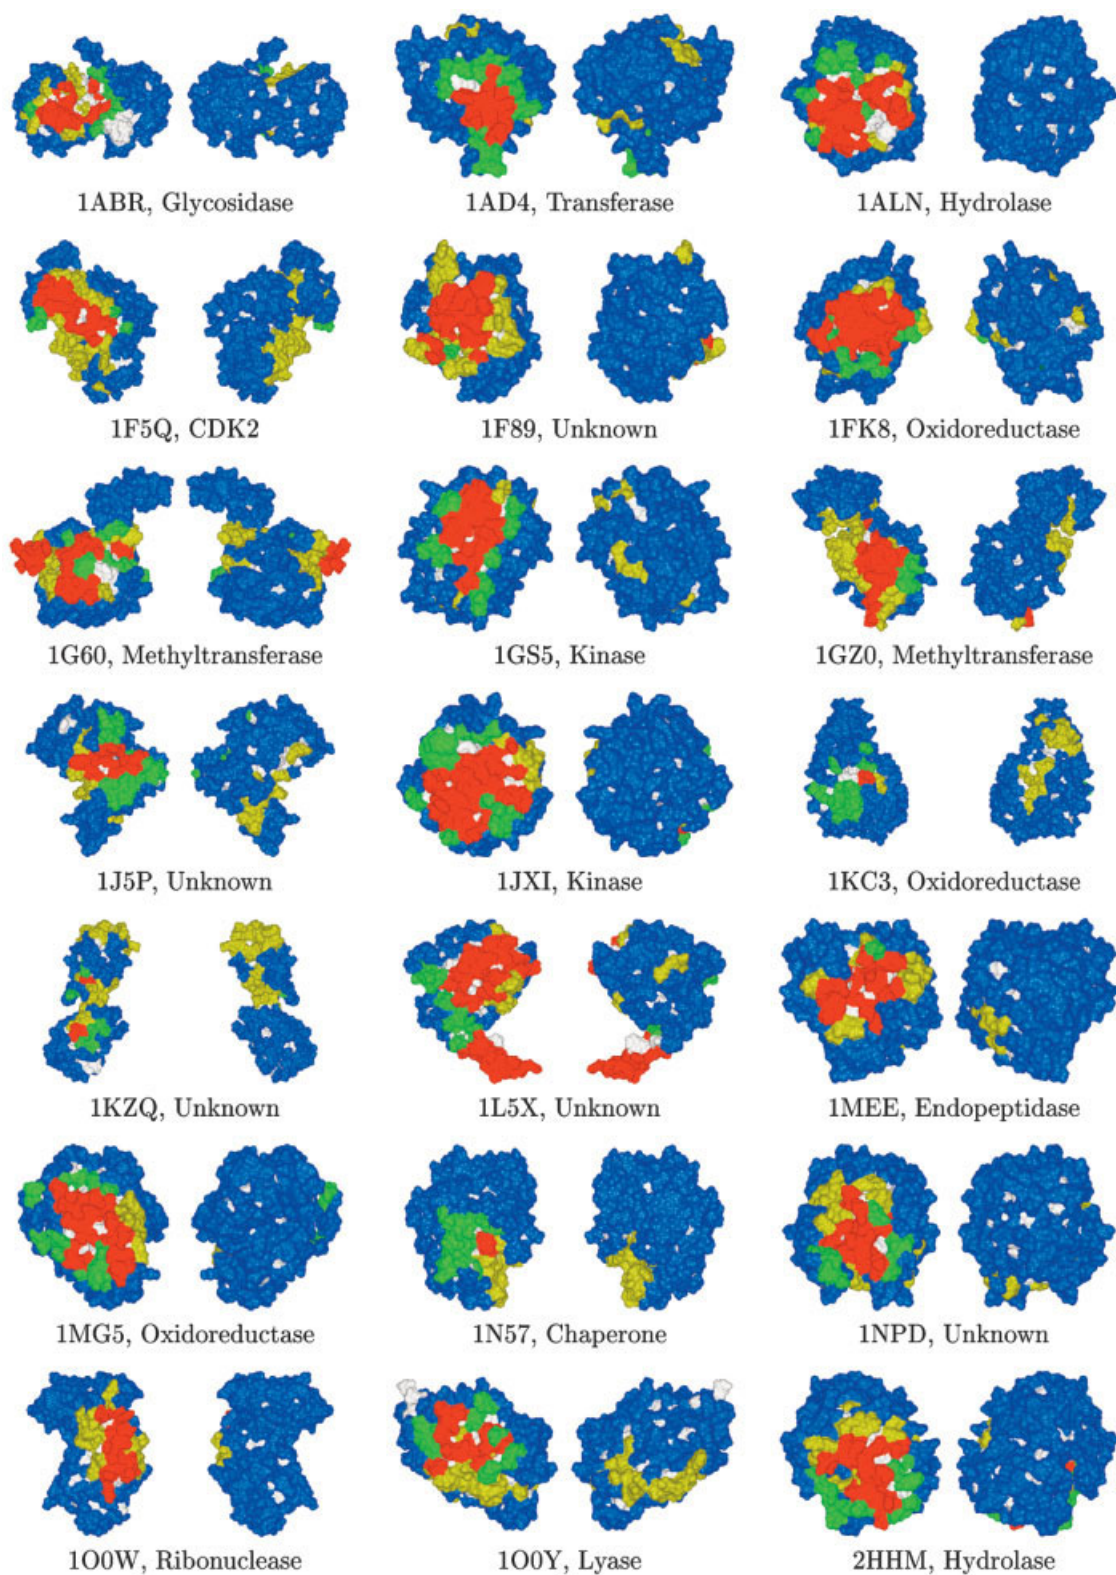 1ABR, Glycosidase
1AD4, Transferase
1ALN, Hydrolase
1F5Q, CDK2
1F89, Unknown
1FK8, Oxidoreductase
1G60, Methyltransferase
1GS5, Kinase
1GZ0, Methyltransferase
1J5P, Unknown
1JXI, Kinase
1KC3, Oxidoreductase
1KZQ, Unknown
1L5X, Unknown
1MEE, Endopeptidase
1MG5, Oxidoreductase
1N57, Chaperone
1NPD, Unknown
1O0W, Ribonuclease
1O0Y, Lyase
2HHM, Hydrolase